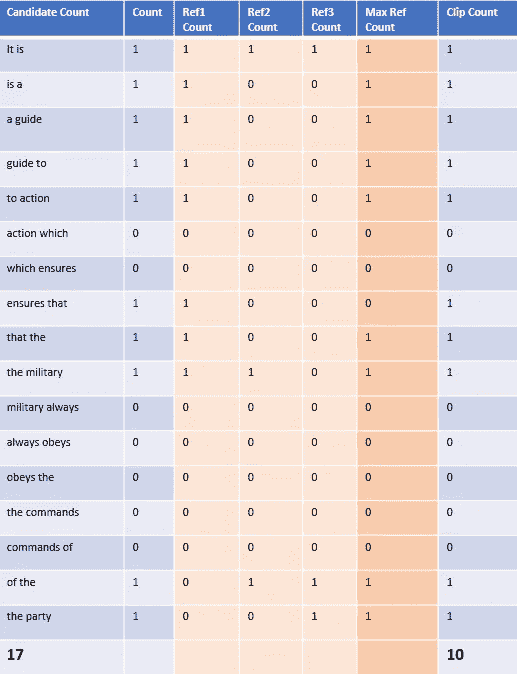 Candidate Count Count Ref1 Count Ref2 Count Ref3 Count Max Ref Count Clip Count
It is 1 1 1 1 1 1
is a 1 1 0 0 1 1
a guide 1 1 0 0 1 1
guide to 1 1 0 0 1 1
to action 1 1 0 0 1 1
action which 0 0 0 0 0 0
which ensures 0 0 0 0 0 0
ensures that 1 1 0 0 0 1
that the 1 1 0 0 1 1
the military 1 1 1 0 1 1
military always 0 0 0 0 0 0
always obeys 0 0 0 0 0 0
obeys the 0 0 0 0 0 0
the commands 0 0 0 0 0 0
commands of 0 0 0 0 0 0
of the 1 0 1 1 1 1
the party 1 0 0 1 1 1
17 10